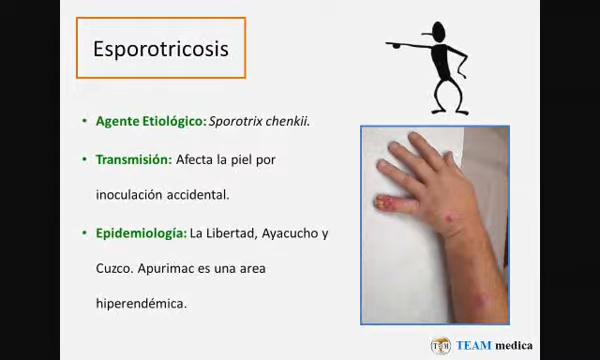 Esporotricosis
• Agente Etiológico: Sporotrix chenkii.
• Transmisión: Afecta la piel por
inoculación accidental.
• Epidemiología: La Libertad, Ayacucho y
Cuzco. Apurimac es una area
hiperendémica.
TEAM medica